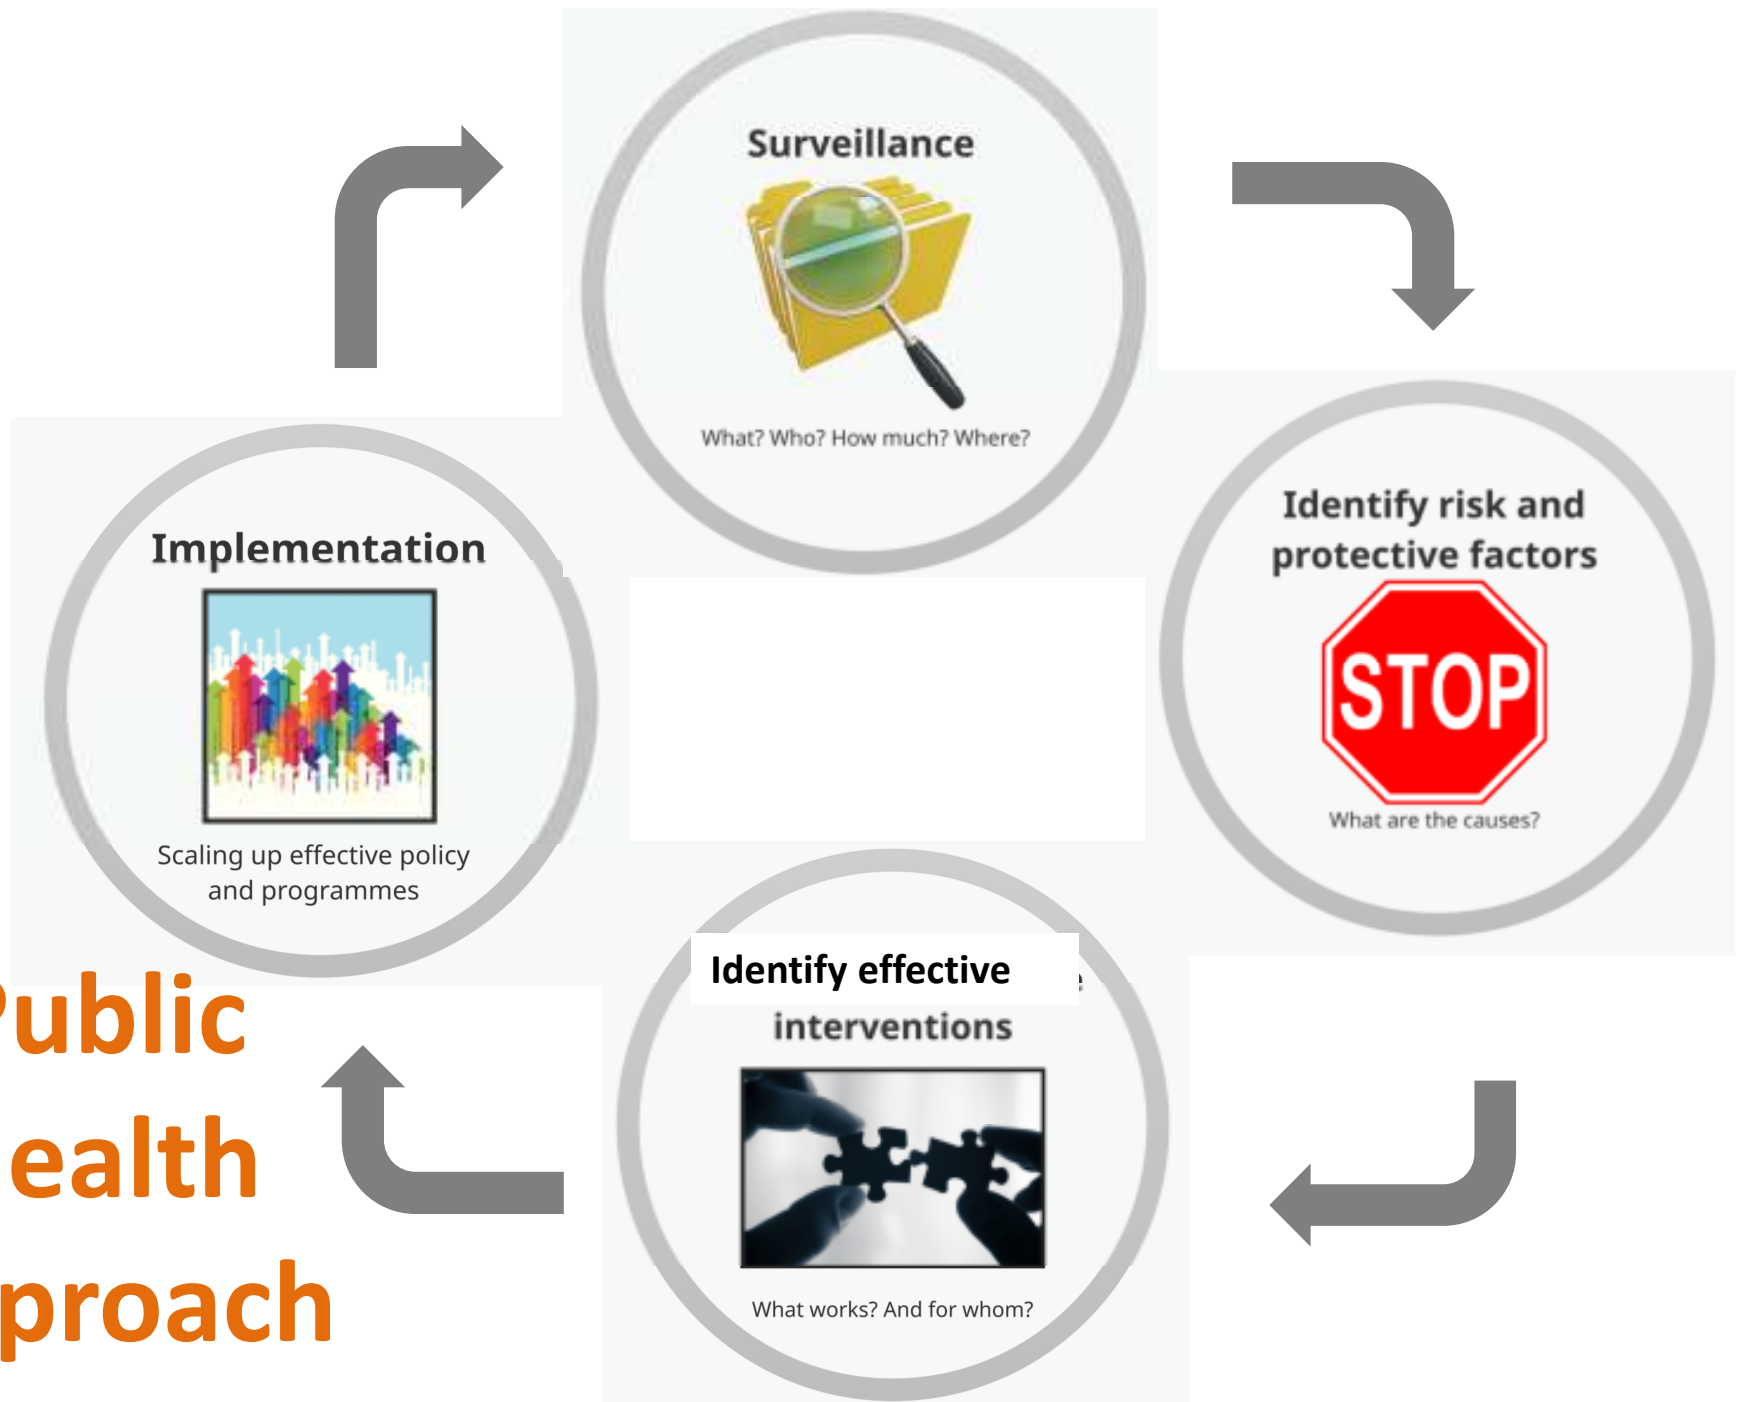 Surveillance
What? Who? How much? Where?
Identify risk and
protective factors
STOP
What are the causes?
Identify effective
interventions
What works? And for whom?
Implementation
Scaling up effective policy
and programmes
Public
ealth
proach